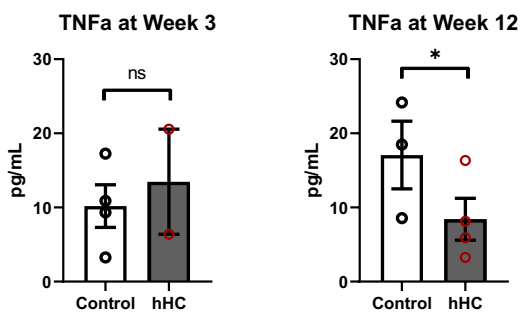 TNFa at Week 3
ns
30
20
10
0
pg/mL
Control hHC
TNFa at Week 12
*
30
20
10
0
pg/mL
Control hHC